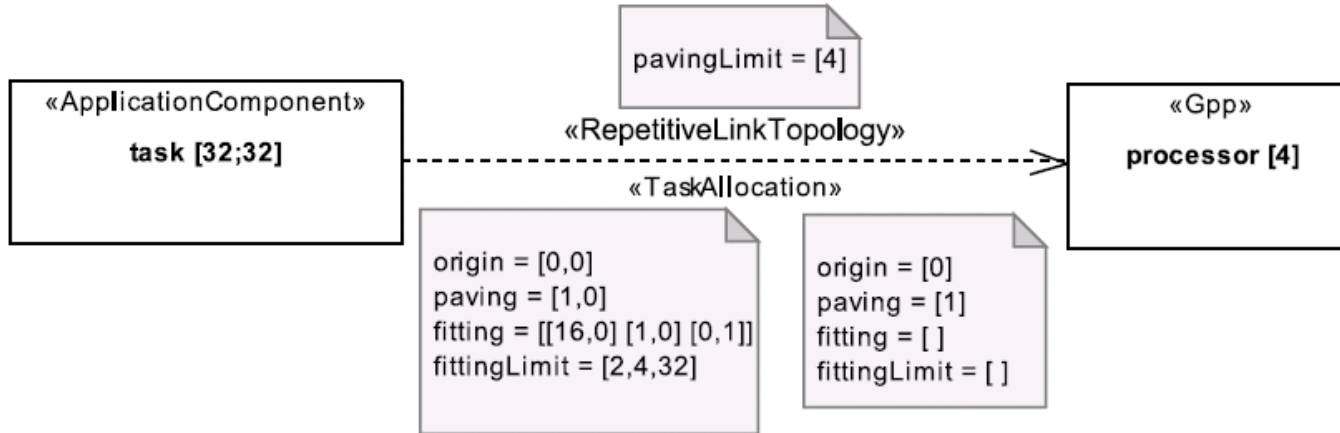 pavingLimit = [4]
«ApplicationComponent»
task [32;32]
«RepetitiveLinkTopology»
«TaskAllocation»
«Gpp»
processor [4]
origin = [0,0]
paving = [1,0]
fitting = [[16,0] [1,0] [0,1]]
fittingLimit = [2,4,32]
origin = [0]
paving = [1]
fitting = [ ]
fittingLimit = [ ]